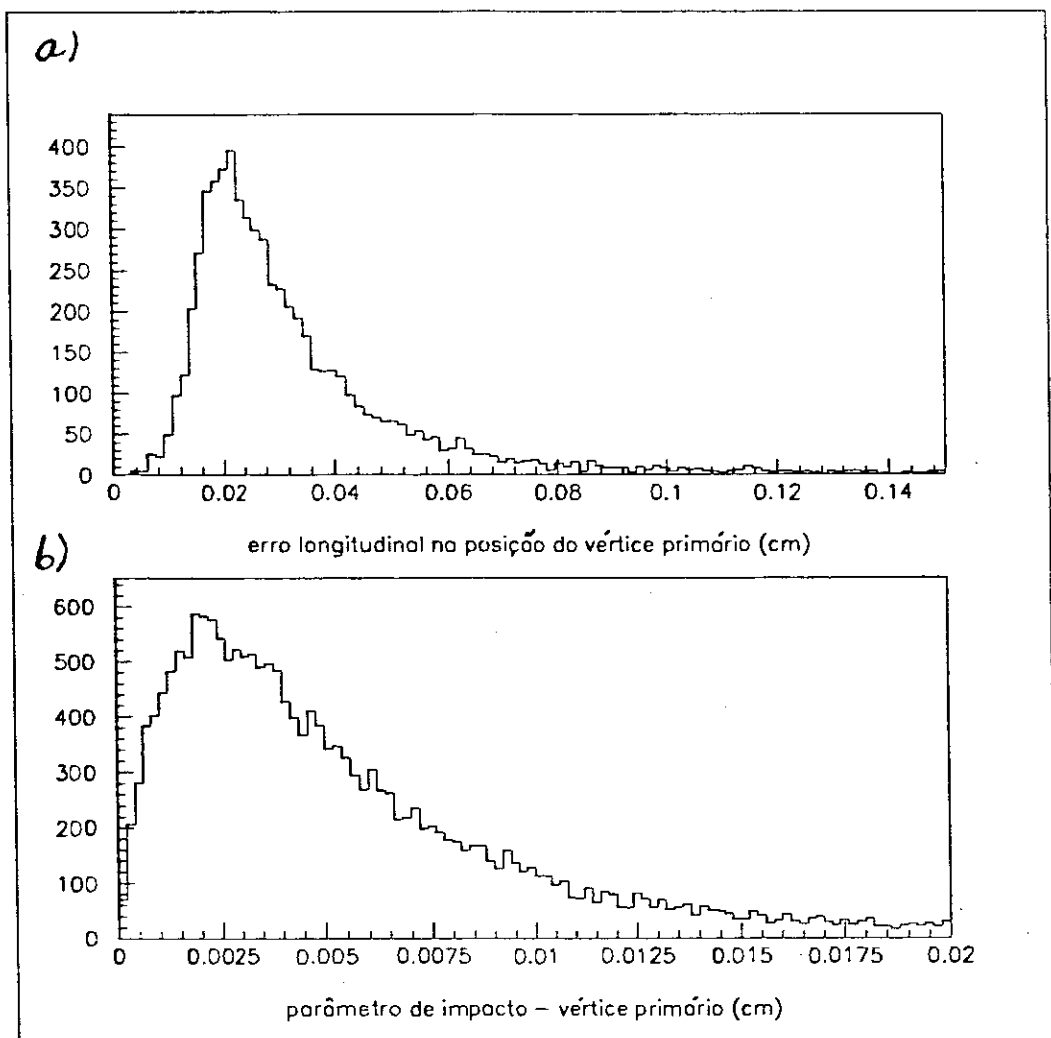 a)
400
350
300
250
200
150
100
50
0
0 0.02 0.04 0.06 0.08 0.1 0.12 0.14
erro longitudinal na posição do vértice primário (cm)
b)
600
500
400
300
200
100
0
0 0.0025 0.005 0.0075 0.01 0.0125 0.015 0.0175 0.02
parâmetro de impacto – vértice primário (cm)